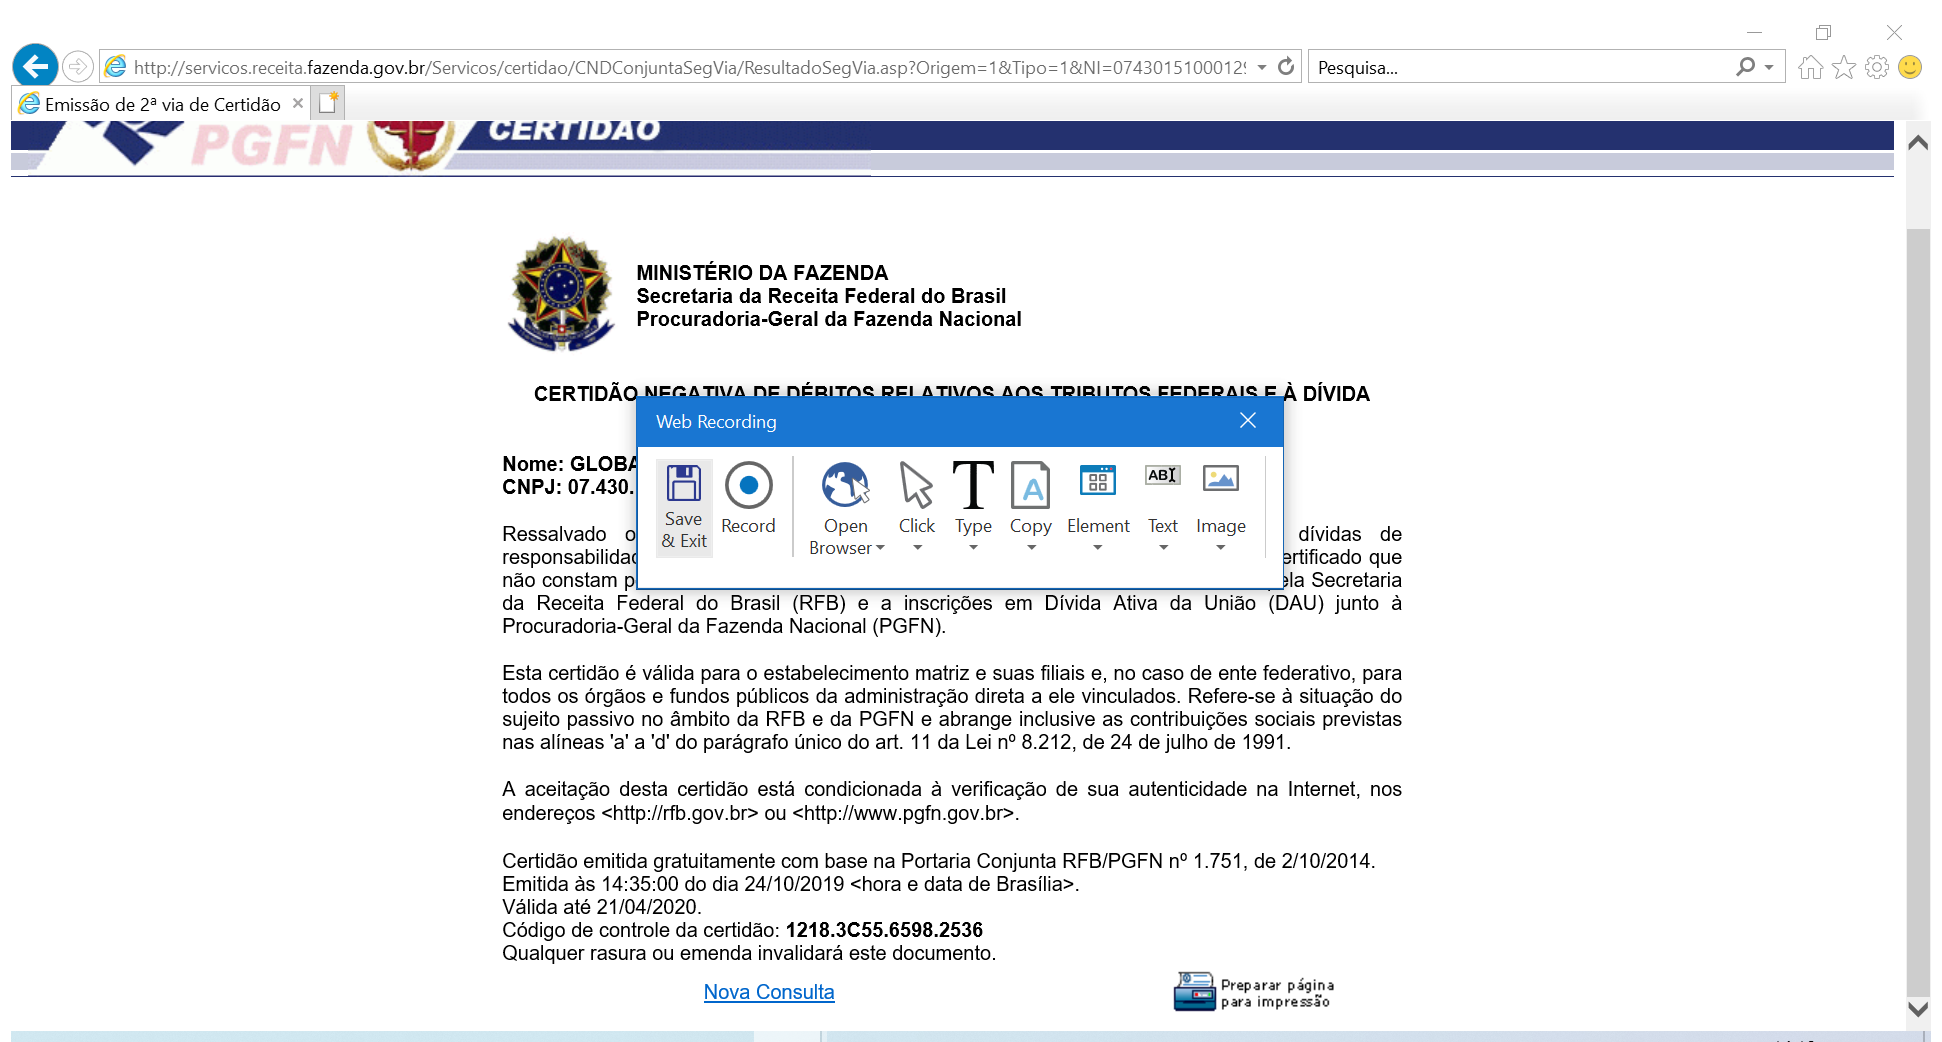 http://servicos.receita.fazenda.gov.br/Servicos/certidao/CNDConjuntaSegVia/ResultadoSegVia.asp?Origem=1&Tipo=1&NI=0743015100012
Pesquisa...
Emissão de 2ª via de Certidão
PGFN
CERTIDÃO
MINISTÉRIO DA FAZENDA
Secretaria da Receita Federal do Brasil
Procuradoria-Geral da Fazenda Nacional
CERTIDÃO NEGATIVA DE DÉBITOS RELATIVOS AOS TRIBUTOS FEDERAIS E À DÍVIDA
Web Recording
Nome: GLOBA
CNPJ: 07.430.
Save & Exit
Record
Open Browser
Click
Type
Copy
Element
ABI
Text
Image
Ressalvado o
dívidas de
responsabilidad
ertificado que
não constam p
ela Secretaria
da Receita Federal do Brasil (RFB) e a inscrições em Dívida Ativa da União (DAU) junto à
Procuradoria-Geral da Fazenda Nacional (PGFN).
Esta certidão é válida para o estabelecimento matriz e suas filiais e, no caso de ente federativo, para
todos os órgãos e fundos públicos da administração direta a ele vinculados. Refere-se à situação do
sujeito passivo no âmbito da RFB e da PGFN e abrange inclusive as contribuições sociais previstas
nas alíneas 'a' a 'd' do parágrafo único do art. 11 da Lei nº 8.212, de 24 de julho de 1991.
A aceitação desta certidão está condicionada à verificação de sua autenticidade na Internet, nos
endereços <http://rfb.gov.br> ou <http://www.pgfn.gov.br>.
Certidão emitida gratuitamente com base na Portaria Conjunta RFB/PGFN nº 1.751, de 2/10/2014.
Emitida às 14:35:00 do dia 24/10/2019 <hora e data de Brasília>.
Válida até 21/04/2020.
Código de controle da certidão: 1218.3C55.6598.2536
Qualquer rasura ou emenda invalidará este documento.
Nova Consulta
Preparar página
para impressão